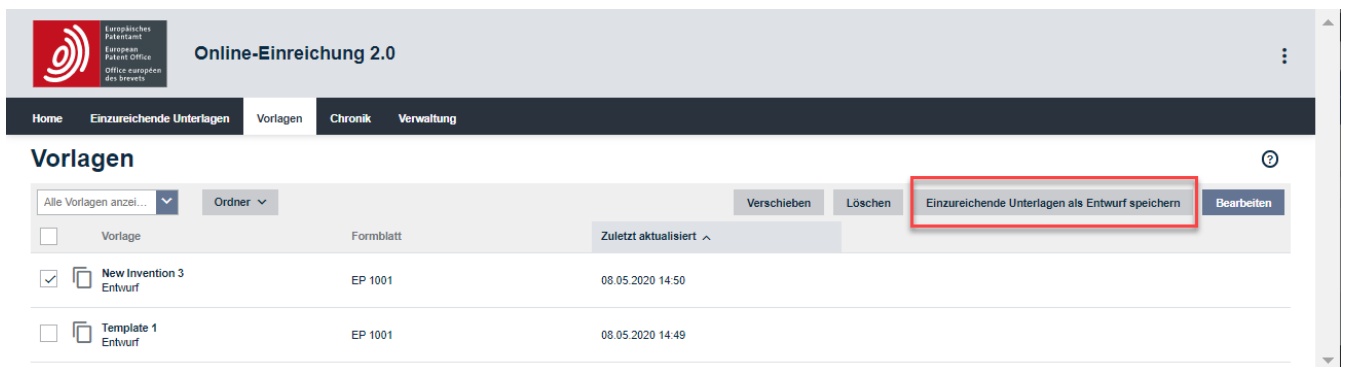 Europäisches
Patentamt
European
Patent Office
Office européen
des brevets
Online-Einreichung 2.0
Home Einzureichende Unterlagen Vorlagen Chronik Verwaltung
Vorlagen ?
Alle Vorlagen anzei... Ordner Verschieben Löschen Einzureichende Unterlagen als Entwurf speichern Bearbeiten
Vorlage Formblatt Zuletzt aktualisiert
New Invention 3
Entwurf EP 1001 08.05.2020 14:50
Template 1
Entwurf EP 1001 08.05.2020 14:49